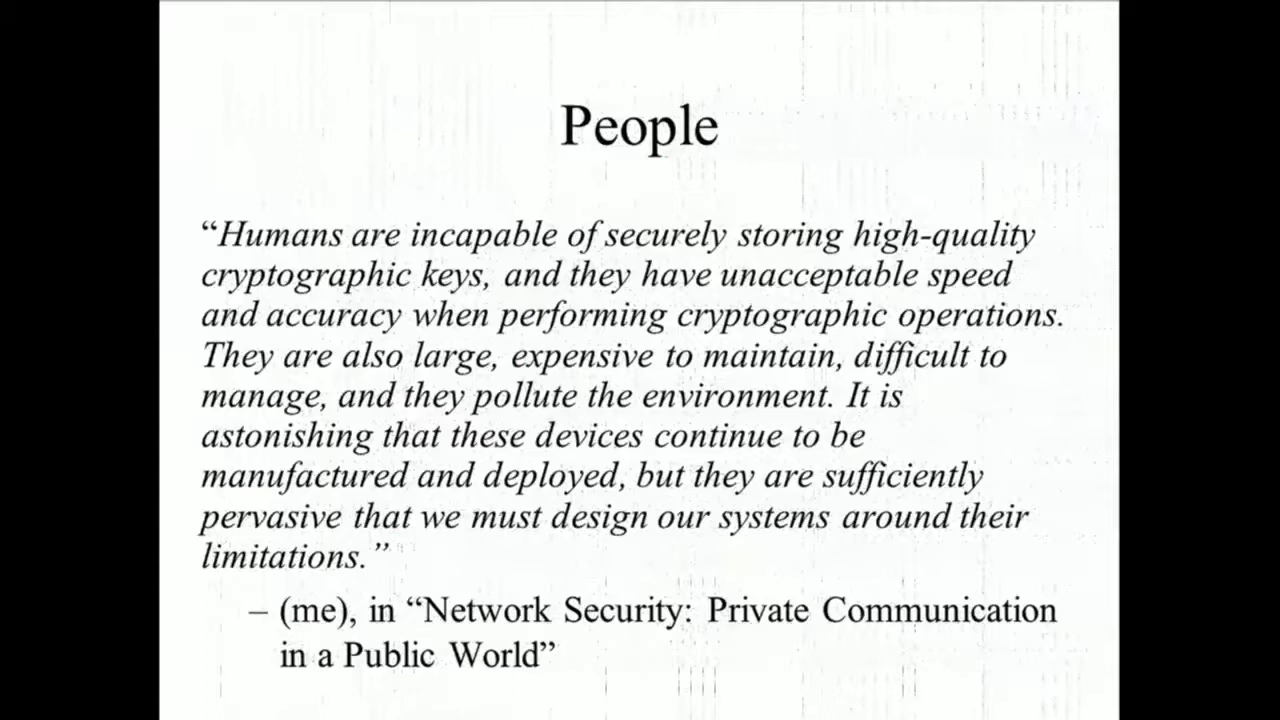 People
“Humans are incapable of securely storing high-quality
cryptographic keys, and they have unacceptable speed
and accuracy when performing cryptographic operations.
They are also large, expensive to maintain, difficult to
manage, and they pollute the environment. It is
astonishing that these devices continue to be
manufactured and deployed, but they are sufficiently
pervasive that we must design our systems around their
limitations.”
– (me), in “Network Security: Private Communication
in a Public World”